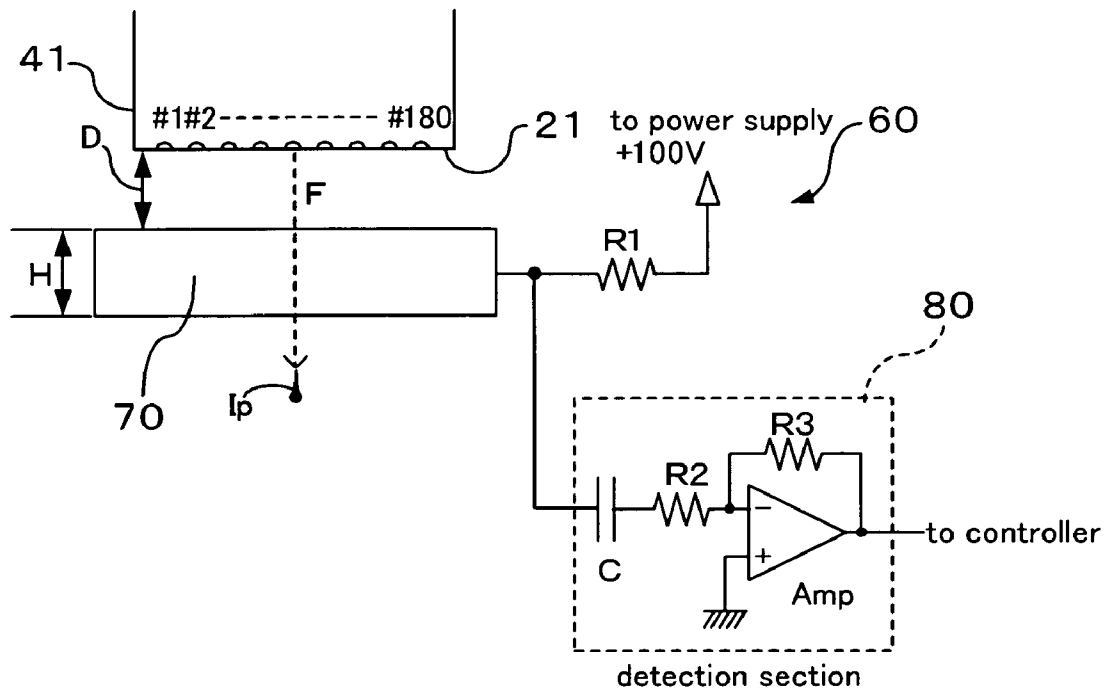 41
#1#2 #180
21
to power supply
+100V
60
D
F
R1
H
80
70
Ip
R3
R2
−
+
C
Amp
to controller
detection section